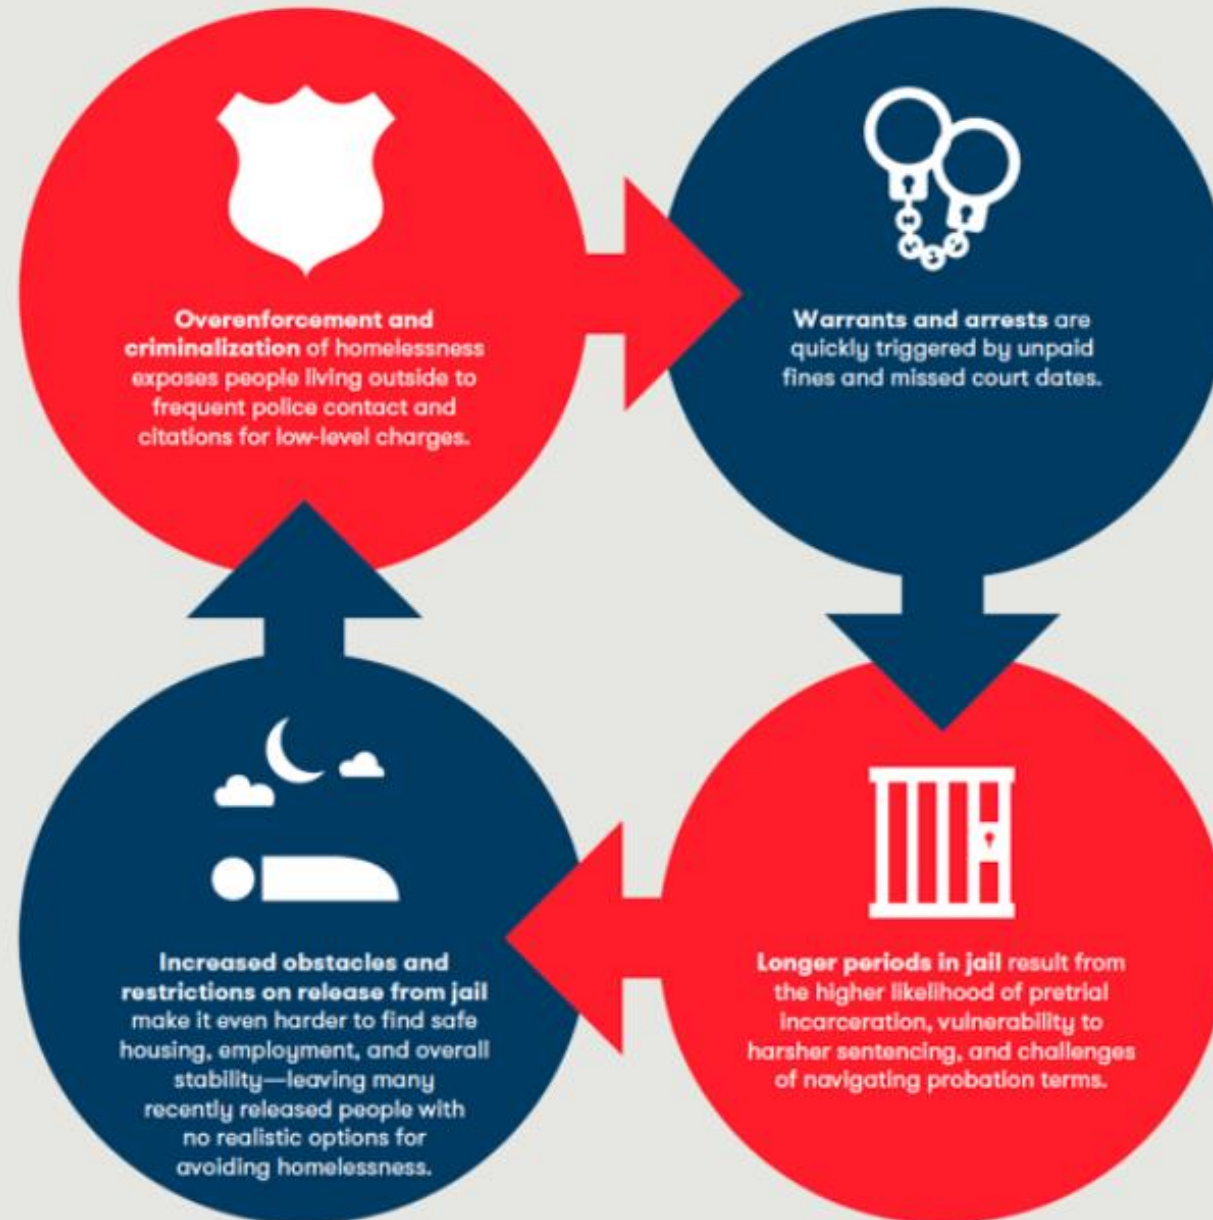 Overenforcement and
criminalization of homelessness
exposes people living outside to
frequent police contact and
citations for low-level charges.
Warrants and arrests are
quickly triggered by unpaid
fines and missed court dates.
Longer periods in jail result from
the higher likelihood of pretrial
incarceration, vulnerability to
harsher sentencing, and challenges
of navigating probation terms.
Increased obstacles and
restrictions on release from jail
make it even harder to find safe
housing, employment, and overall
stability—leaving many
recently released people with
no realistic options for
avoiding homelessness.